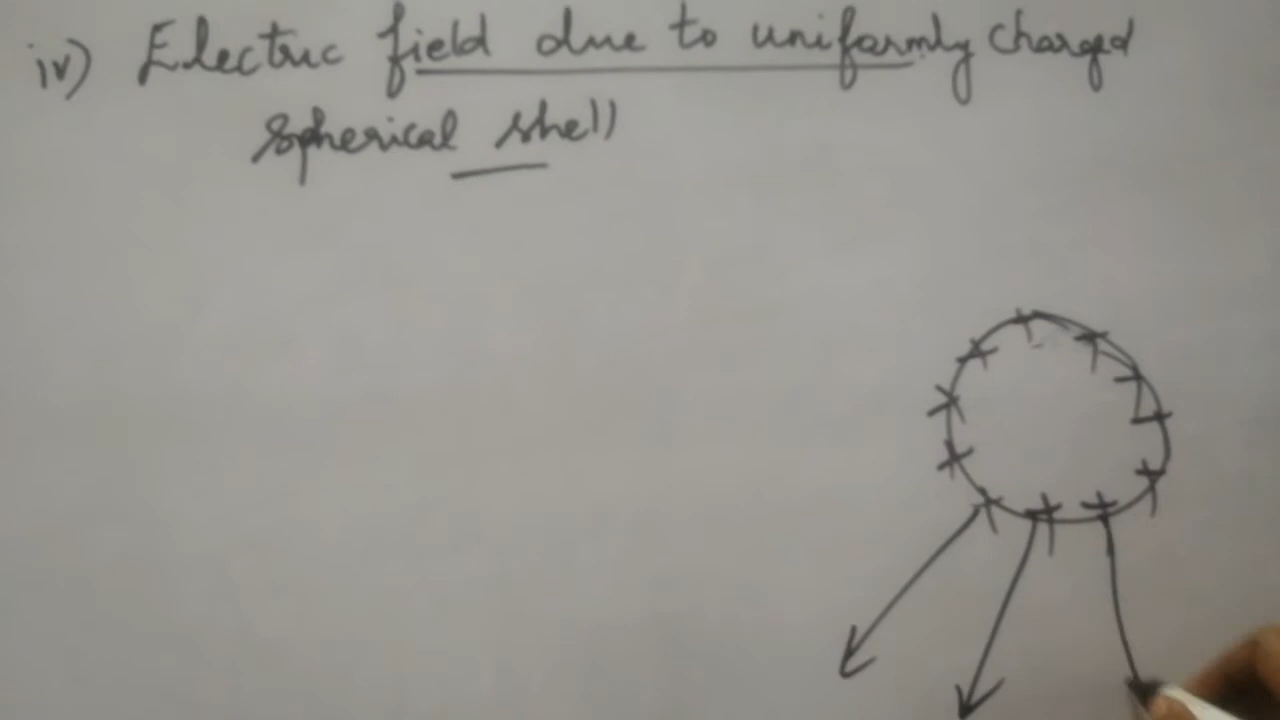 iv) Electric field due to uniformly charged
spherical shell